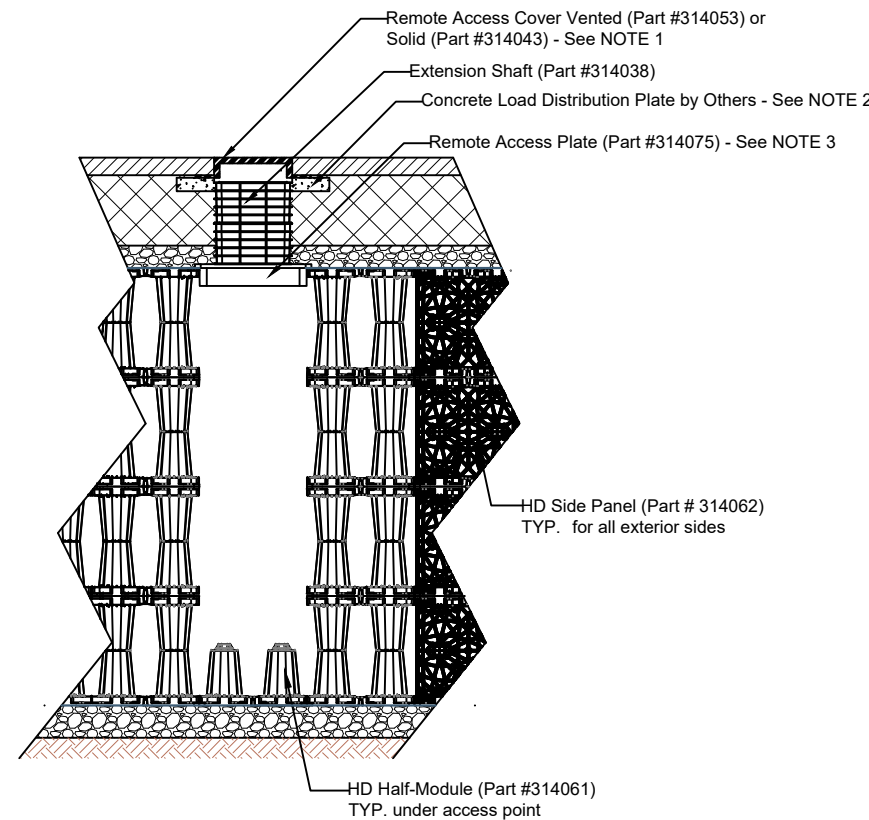 Remote Access Cover Vented (Part #314053) or
Solid (Part #314043) - See NOTE 1
Extension Shaft (Part #314038)
Concrete Load Distribution Plate by Others - See NOTE 2
Remote Access Plate (Part #314075) - See NOTE 3
HD Side Panel (Part # 314062)
TYP. for all exterior sides
HD Half-Module (Part #314061)
TYP. under access point